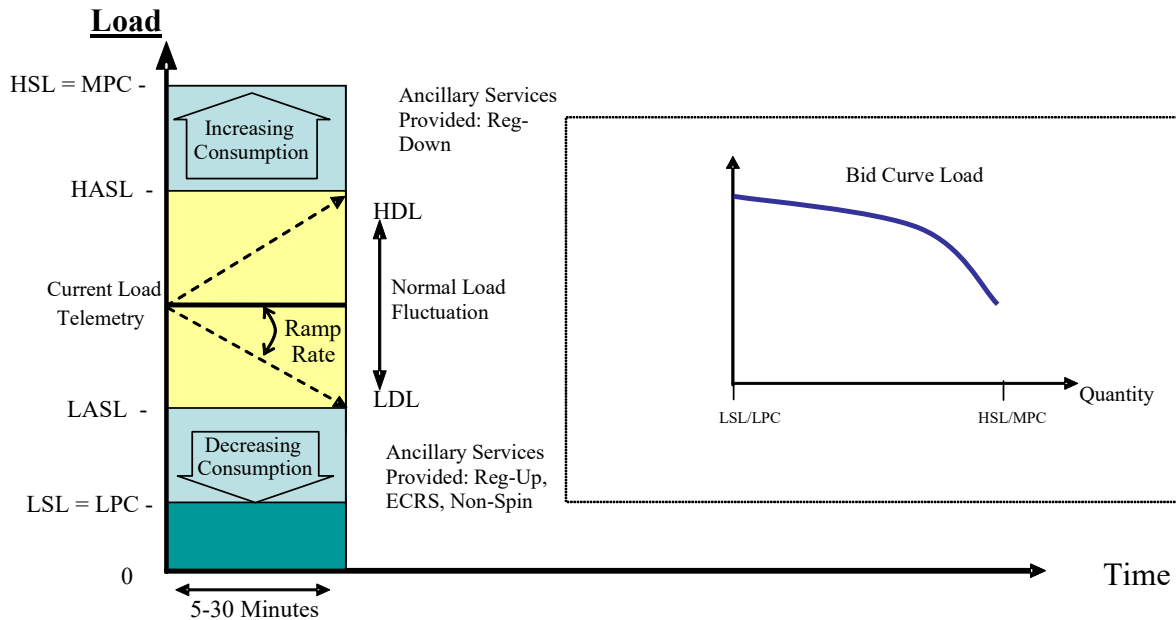 Load
HSL = MPC -
Increasing
Consumption
Ancillary Services
Provided: Reg-
Down
HASL -
HDL
Current Load
Telemetry
Normal Load
Fluctuation
Ramp
Rate
LDL
LASL -
Decreasing
Consumption
Ancillary Services
Provided: Reg-Up,
ECRS, Non-Spin
LSL = LPC -
0
Time
5-30 Minutes
Bid Curve Load
Quantity
LSL/LPC
HSL/MPC